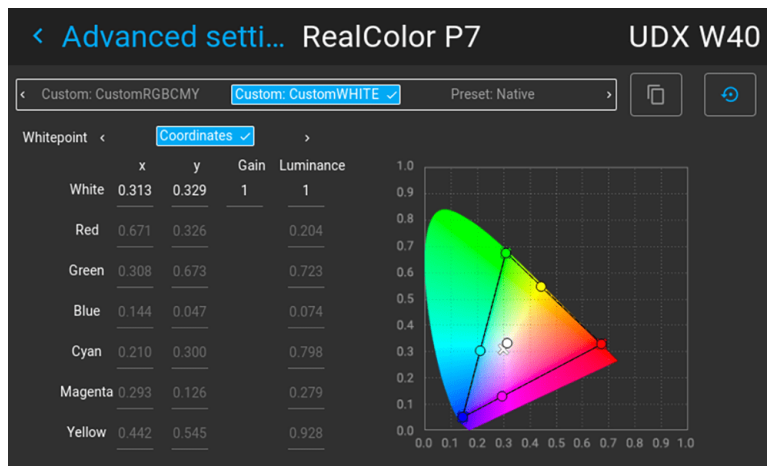 Advanced setti... RealColor P7 UDX W40
Custom: CustomRGBCMY Custom: CustomWHITE Preset: Native
Whitepoint Coordinates
x y Gain Luminance
White 0.313 0.329 1 1
Red 0.671 0.326 0.204
Green 0.308 0.673 0.723
Blue 0.144 0.047 0.074
Cyan 0.210 0.300 0.798
Magenta 0.293 0.126 0.279
Yellow 0.442 0.545 0.928
1.0
0.9
0.8
0.7
0.6
0.5
0.4
0.3
0.2
0.1
0.0
0.0 0.1 0.2 0.3 0.4 0.5 0.6 0.7 0.8 0.9 1.0